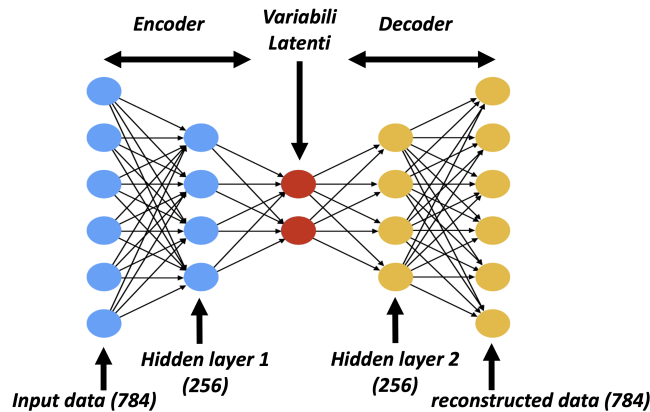 Encoder
Variabili
Latenti
Decoder
Hidden layer 1
(256)
Hidden layer 2
(256)
Input data (784)
reconstructed data (784)